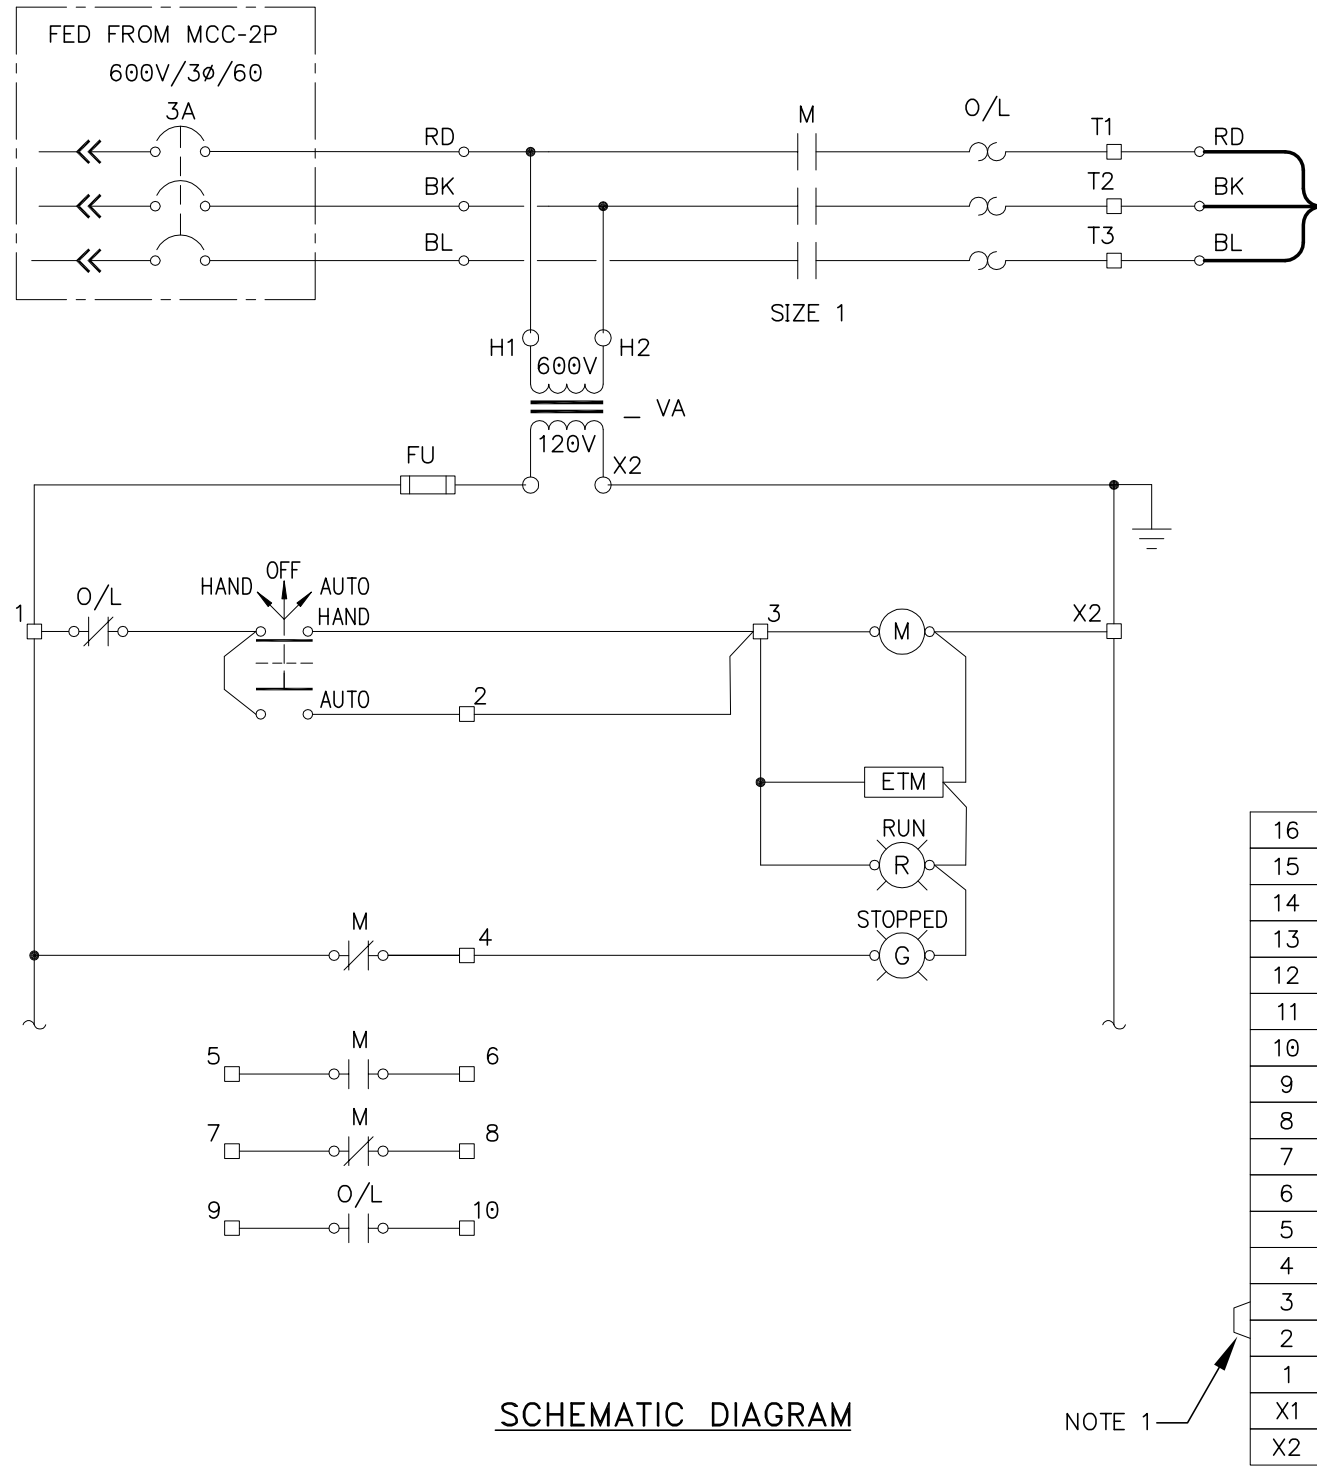 FED FROM MCC-2P
600V/3ø/60
3A
RD
M
O/L
T1
RD
BK
T2
BK
BL
T3
BL
SIZE 1
H1
600V
H2
_ VA
120V
FU
X2
HAND
OFF
AUTO
1
O/L
HAND
3
M
X2
AUTO
2
ETM
RUN
R
STOPPED
M
4
G
5
M
6
7
M
8
9
O/L
10
16
15
14
13
12
11
10
9
8
7
6
5
4
3
2
1
X1
X2
NOTE 1
SCHEMATIC DIAGRAM